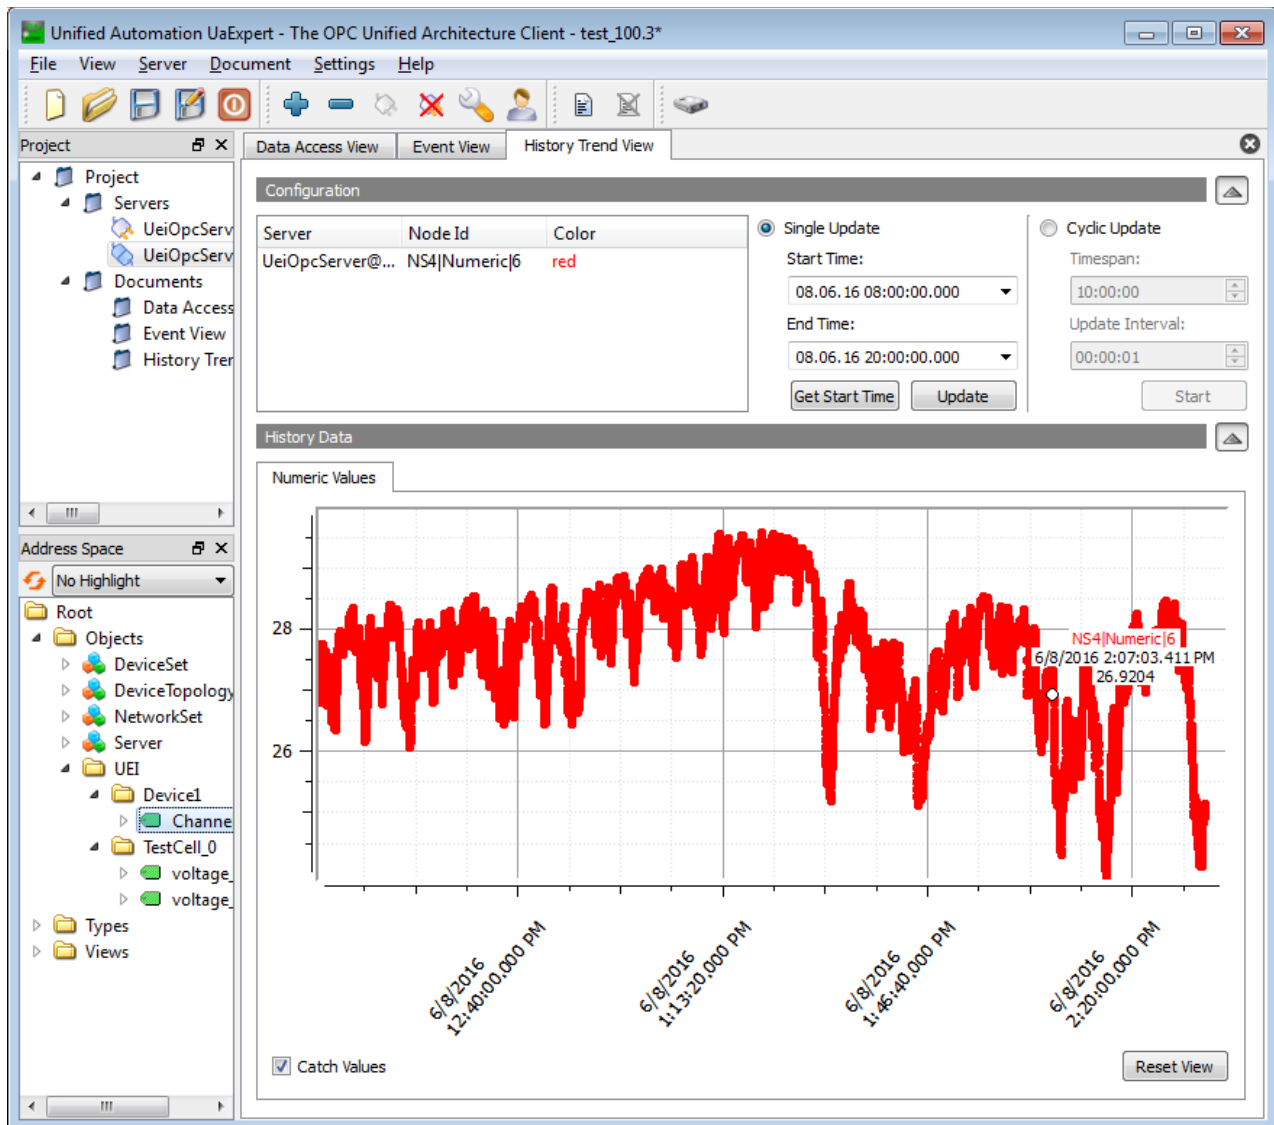 Unified Automation UaExpert - The OPC Unified Architecture Client - test_100.3*
File View Server Document Settings Help
Project
Project
Servers
UeiOpcServ
UeiOpcServ
Documents
Data Access
Event View
History Trer
Address Space
No Highlight
Root
Objects
DeviceSet
DeviceTopology
NetworkSet
Server
UEI
Device1
Channe
TestCell_0
voltage_
voltage_
Types
Views
Data Access View Event View History Trend View
Configuration
Server Node Id Color
UeiOpcServer@... NS4|Numeric|6 red
Single Update
Start Time:
08.06.16 08:00:00.000
End Time:
08.06.16 20:00:00.000
Get Start Time Update
Cyclic Update
Timespan:
10:00:00
Update Interval:
00:00:01
Start
History Data
Numeric Values
28
26
NS4|Numeric|6
6/8/2016 2:07:03.411 PM
26.9204
6/8/2016
12:40:00.000 PM
6/8/2016
1:13:20.000 PM
6/8/2016
1:46:40.000 PM
6/8/2016
2:20:00.000 PM
Catch Values
Reset View